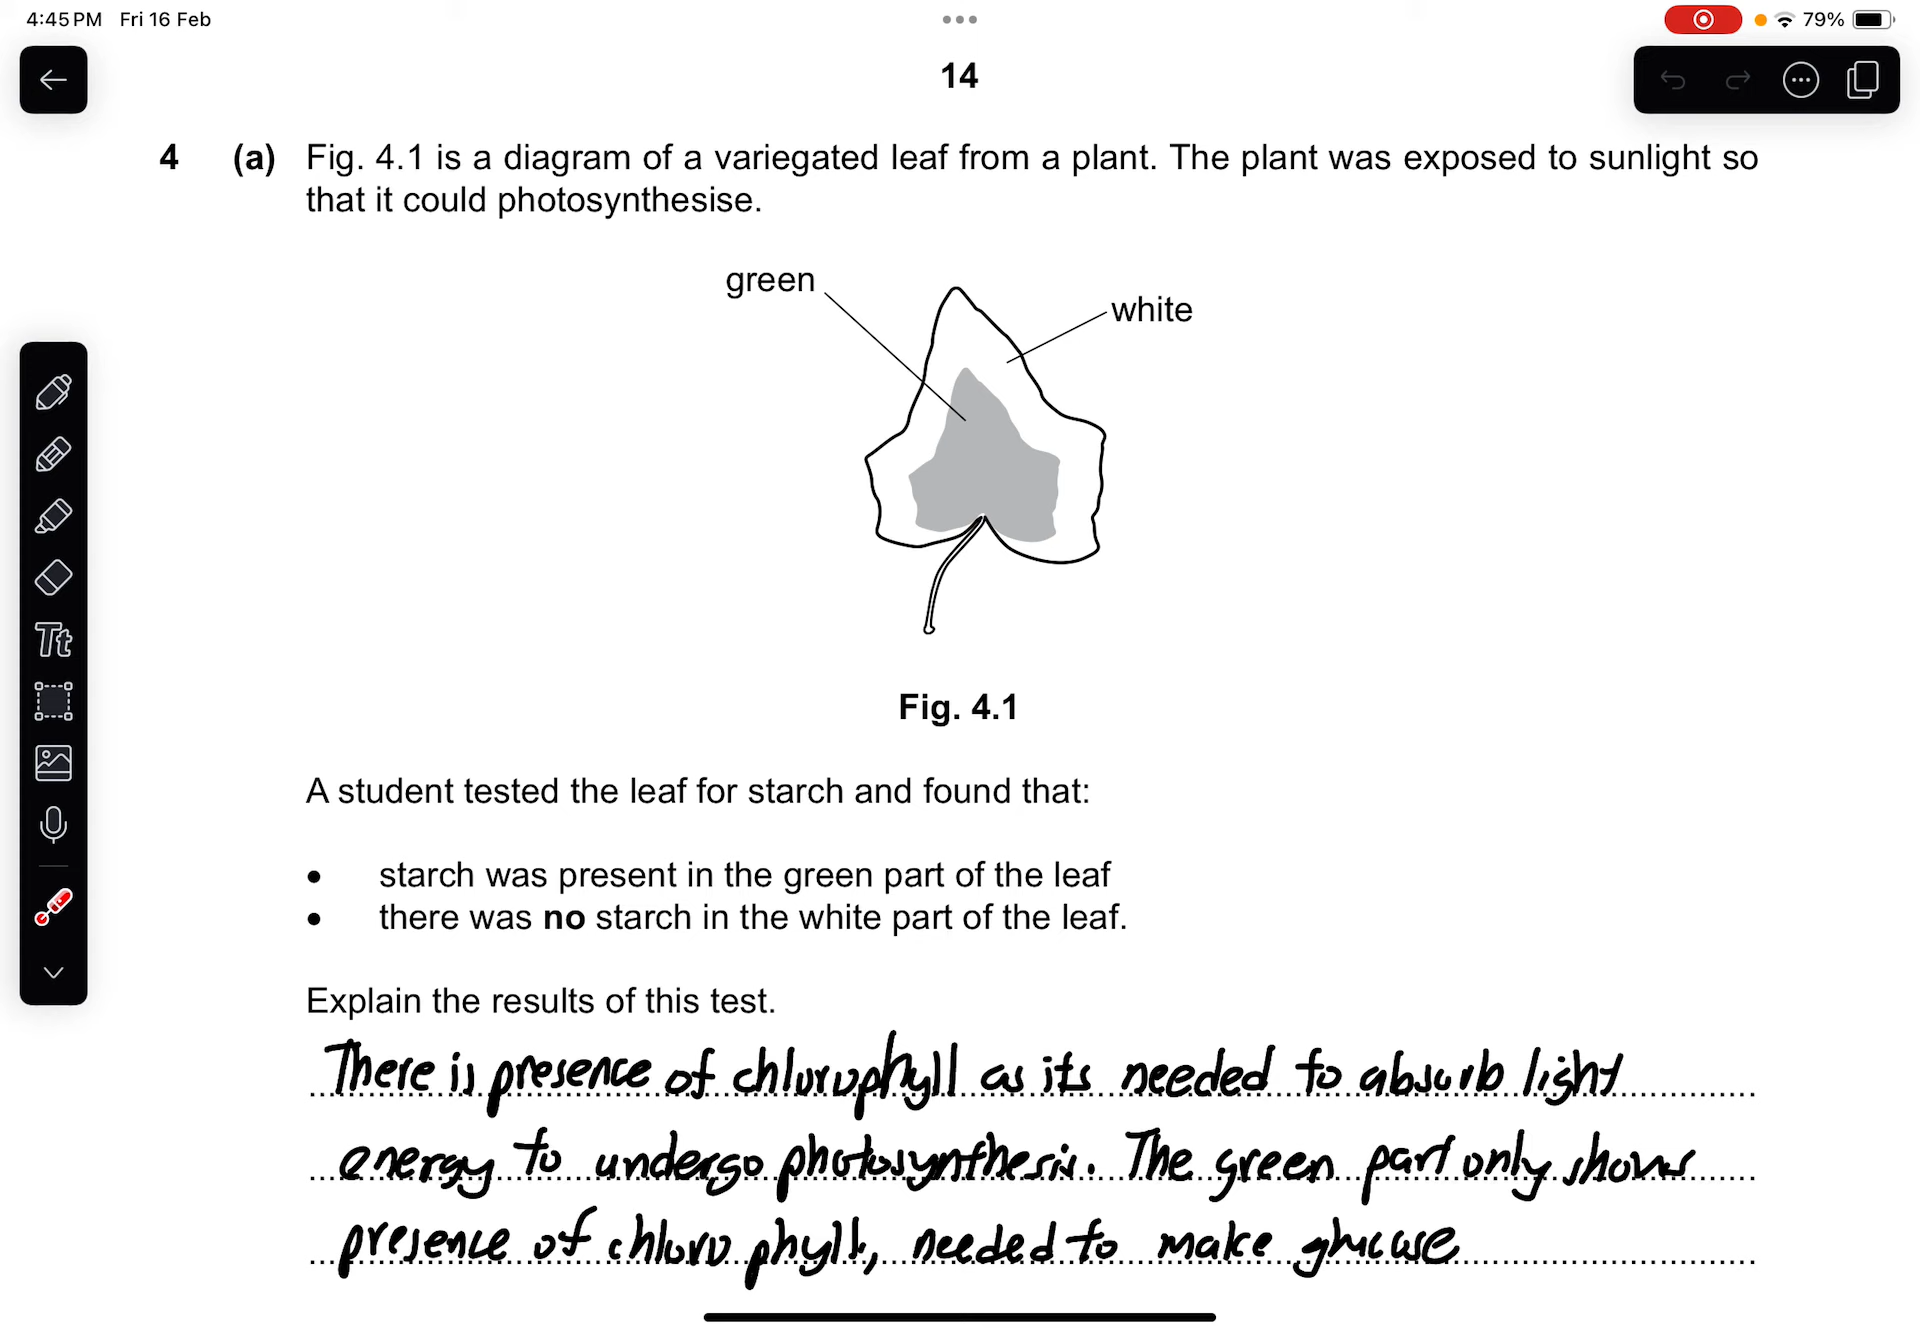 4:45 PM Fri 16 Feb
79%
14
4 (a) Fig. 4.1 is a diagram of a variegated leaf from a plant. The plant was exposed to sunlight so
that it could photosynthesise.
green
white
Tt
Fig. 4.1
A student tested the leaf for starch and found that:
• starch was present in the green part of the leaf
• there was no starch in the white part of the leaf.
Explain the results of this test.
There is presence of chlorophyll as its needed to absorb light
energy to undergo photosynthesis. The green part only shows
presence of chlorophyll, needed to make glucose